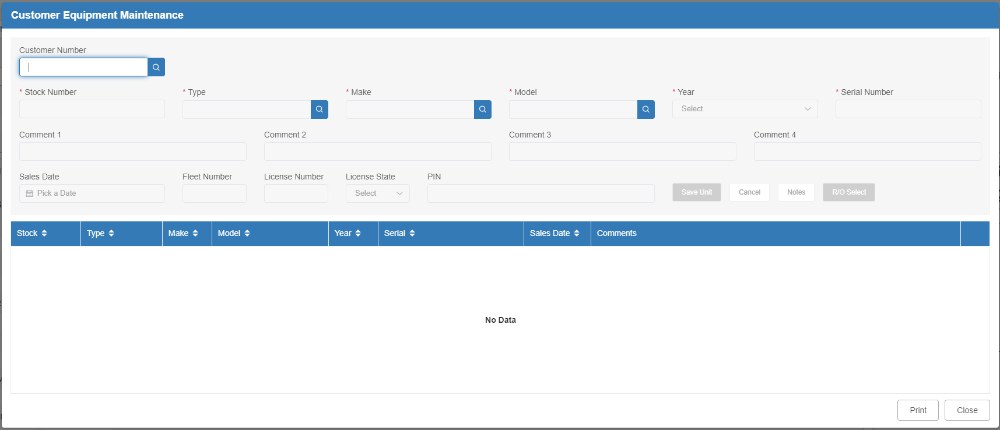 Customer Equipment Maintenance
Customer Number
* Stock Number * Type * Make * Model * Year * Serial Number
Select
Comment 1 Comment 2 Comment 3 Comment 4
Sales Date Fleet Number License Number License State PIN
Pick a Date Select Save Unit Cancel Notes R/O Select
Stock Type Make Model Year Serial Sales Date Comments
No Data
Print Close